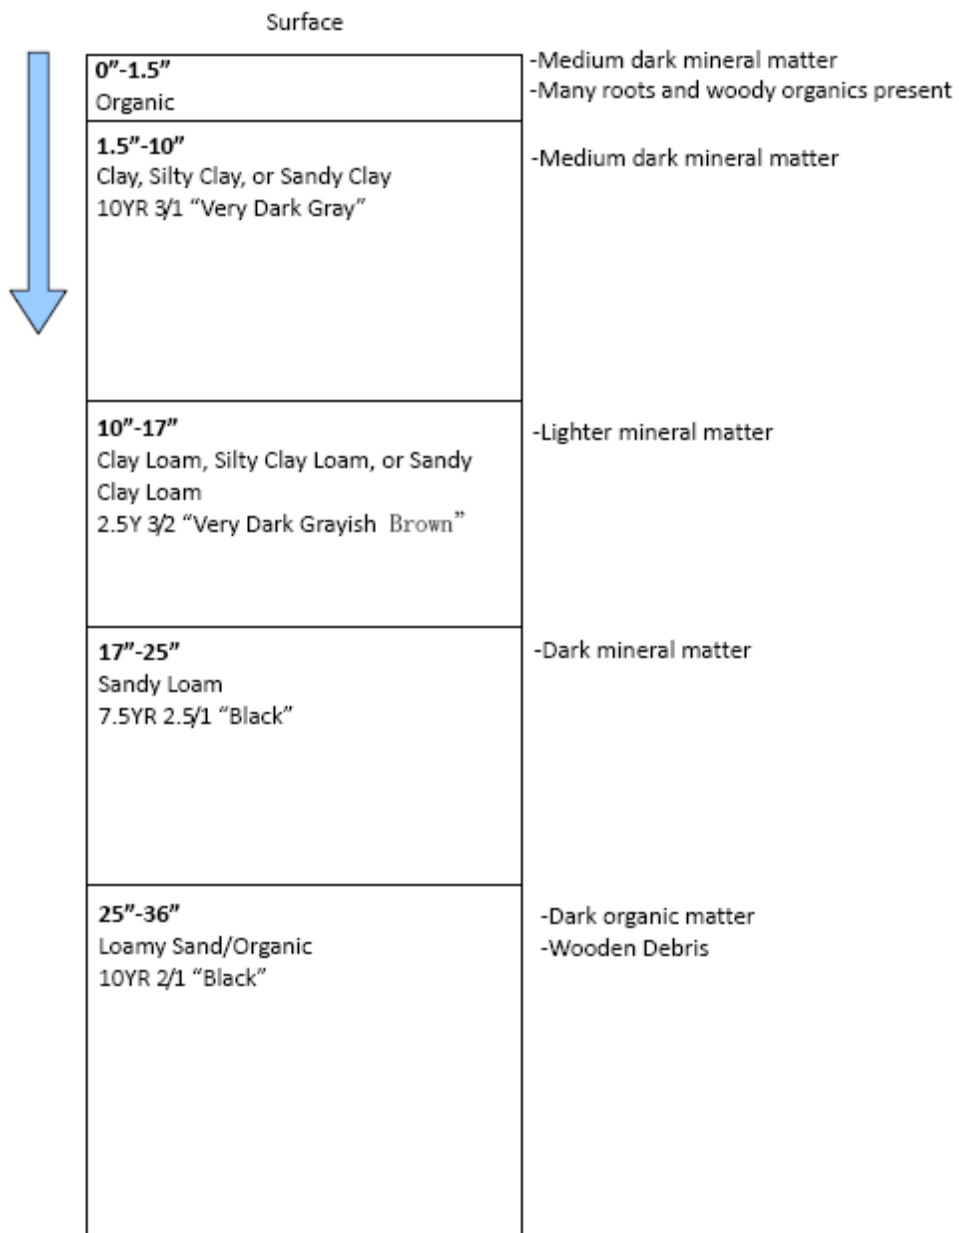 Surface
0”-1.5”
Organic
-Medium dark mineral matter
-Many roots and woody organics present
1.5”-10”
Clay, Silty Clay, or Sandy Clay
10YR 3/1 “Very Dark Gray”
-Medium dark mineral matter
10”-17”
Clay Loam, Silty Clay Loam, or Sandy
Clay Loam
2.5Y 3/2 “Very Dark Grayish Brown”
-Lighter mineral matter
17”-25”
Sandy Loam
7.5YR 2.5/1 “Black”
-Dark mineral matter
25”-36”
Loamy Sand/Organic
10YR 2/1 “Black”
-Dark organic matter
-Wooden Debris